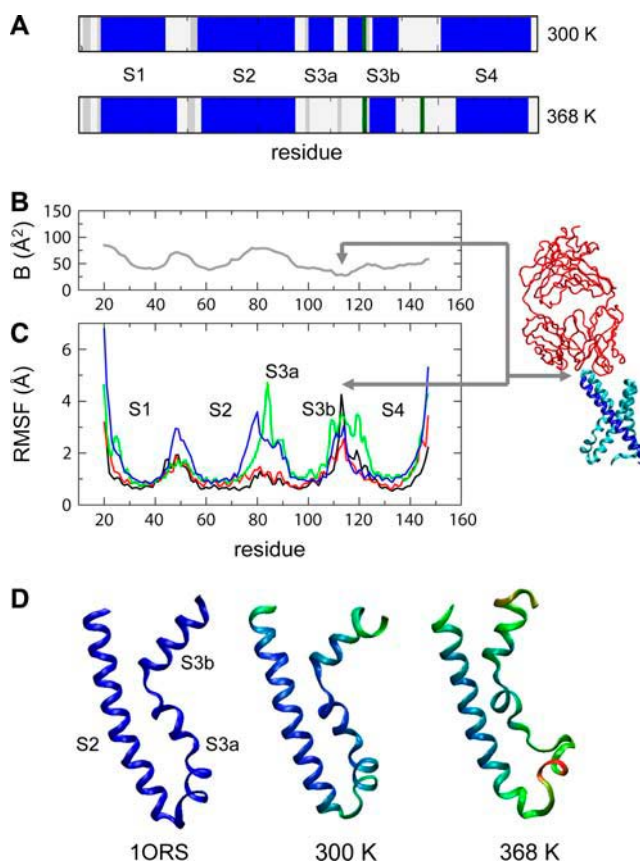 A
300 K
S1 S2 S3a S3b S4
368 K
residue
B
B (Å²)
150
100
50
0
20 40 60 80 100 120 140 160
C
RMSF (Å)
6
4
2
0
S1 S2 S3a S3b S4
20 40 60 80 100 120 140 160
residue
D
S2 S3b S3a
1ORS 300 K 368 K